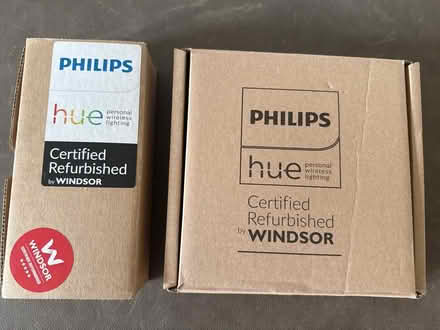 PHILIPS
hue personal
wireless
lighting
Certified
Refurbished
by WINDSOR
WINDSOR
PHILIPS
hue personal
wireless
lighting
Certified
Refurbished
by WINDSOR